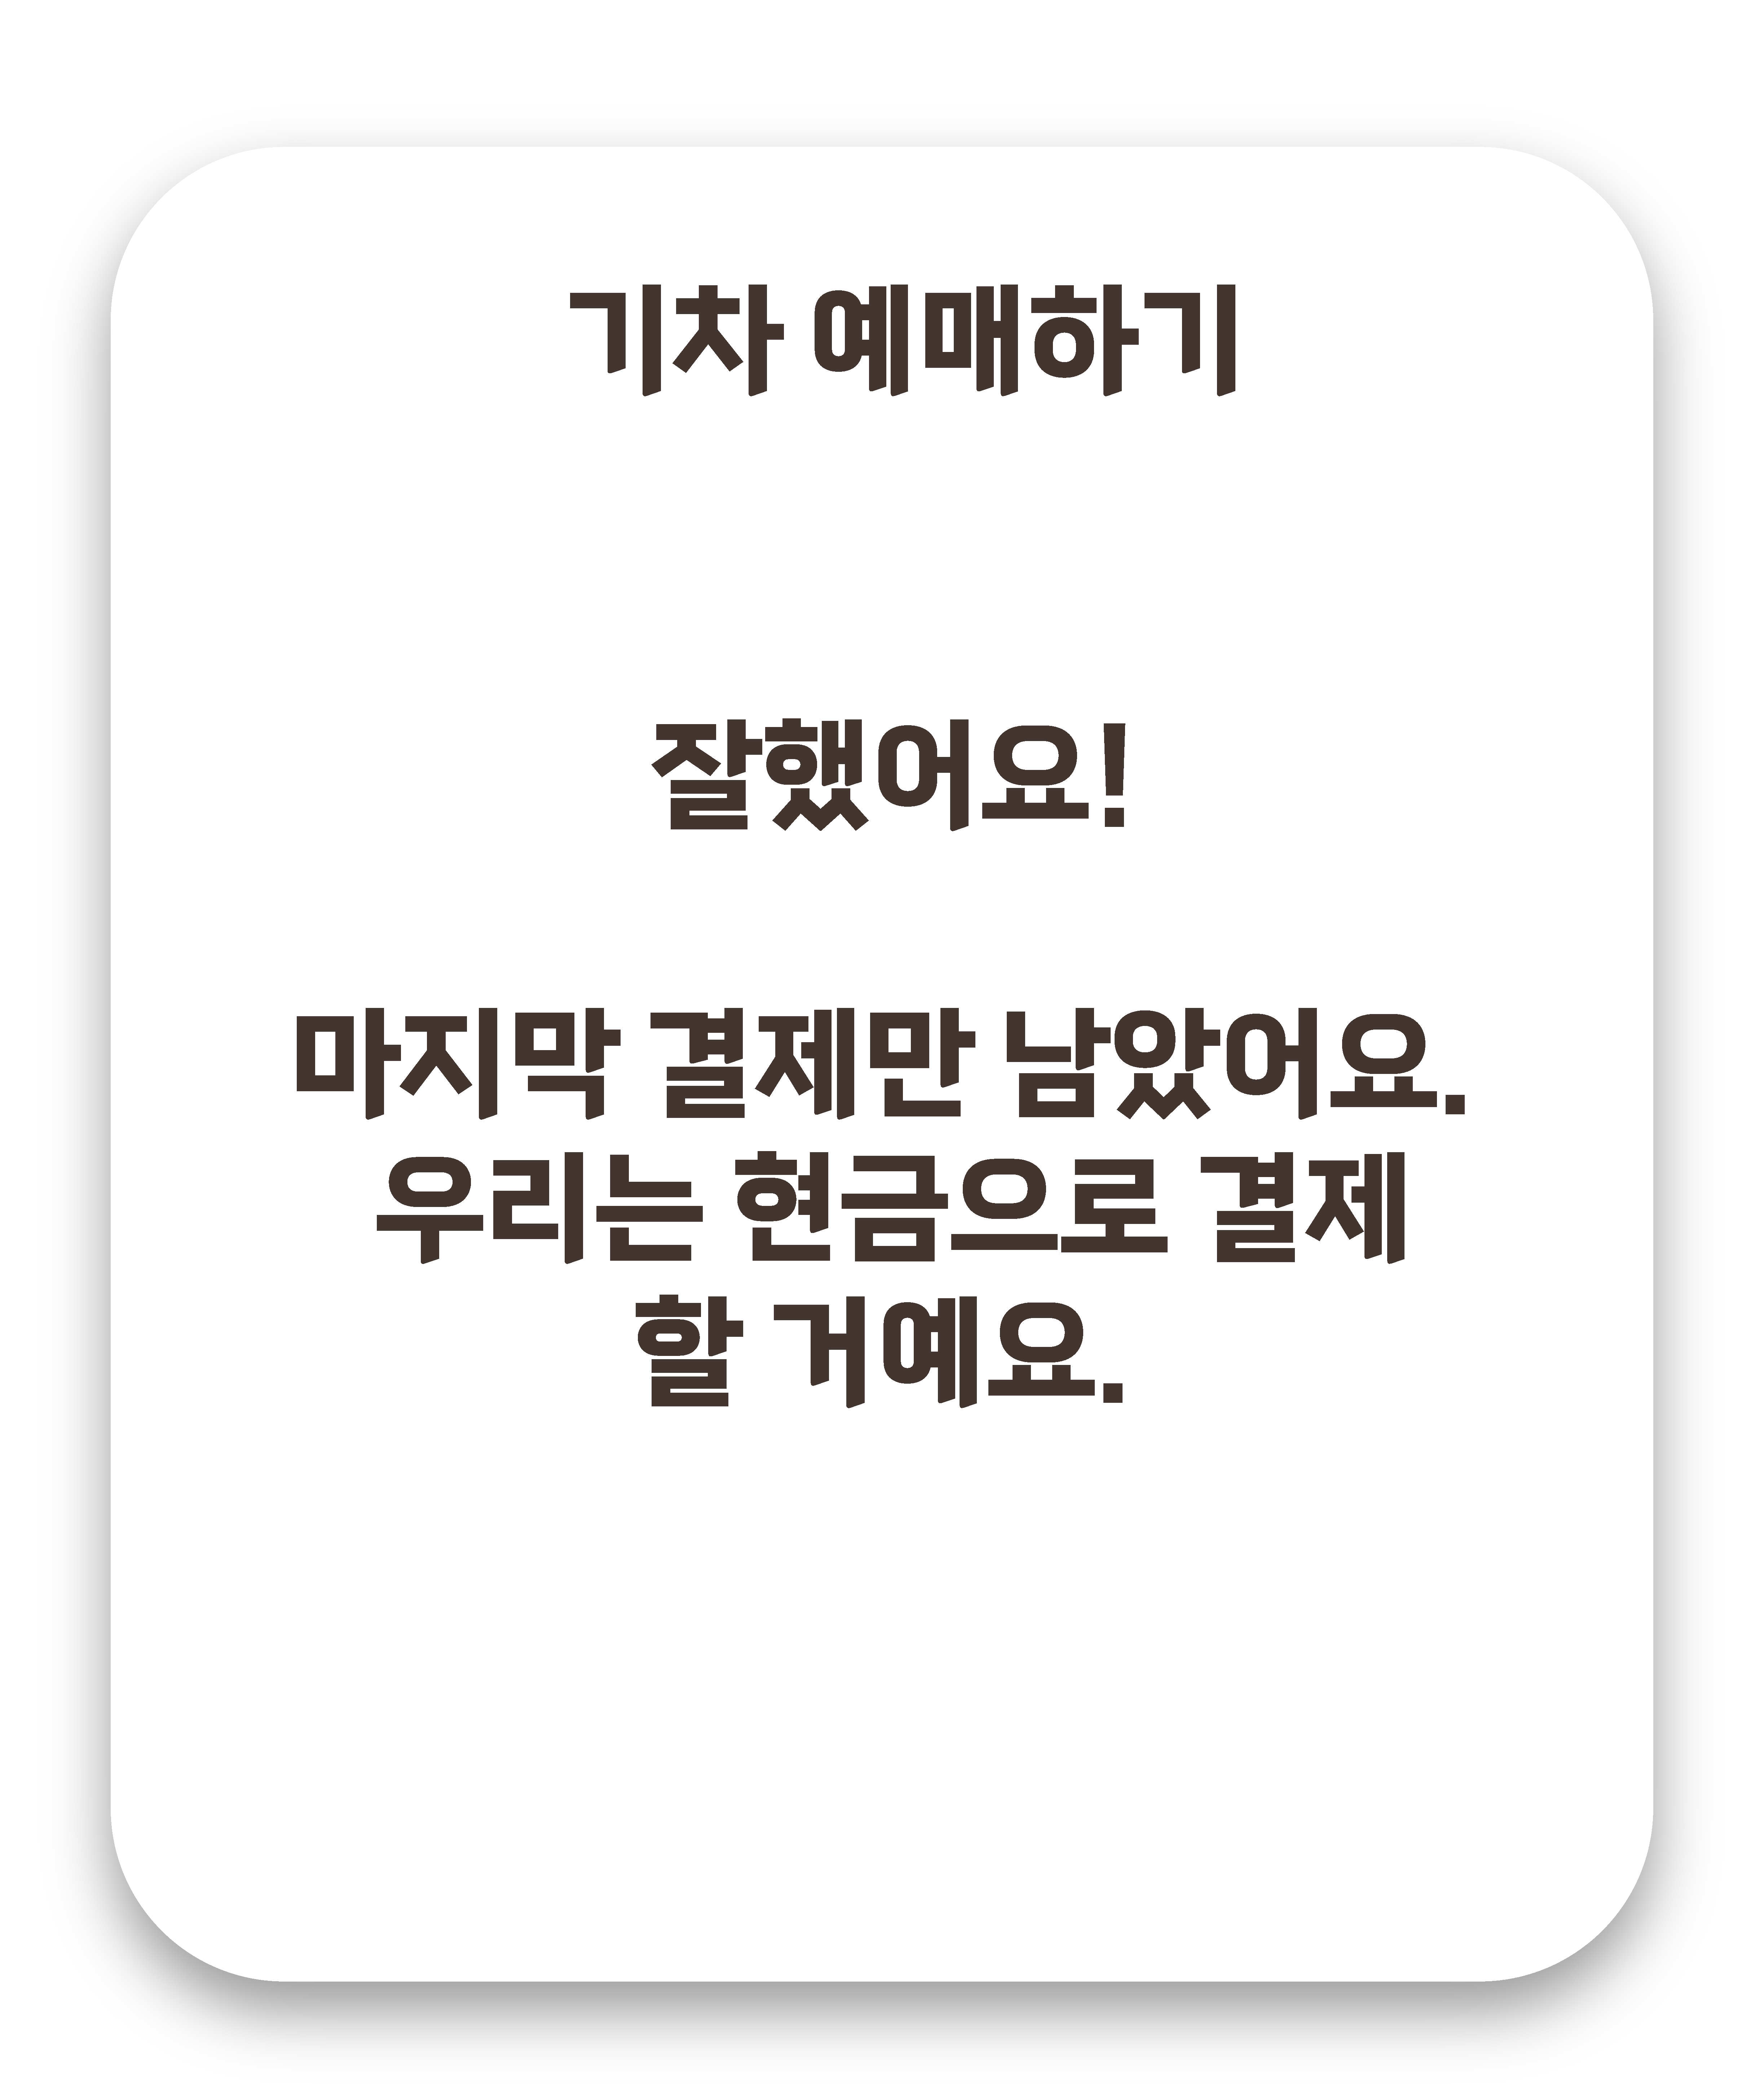 기차 예매하기
잘했어요!
마지막 결제만 남았어요.
우리는 현금으로 결제
할 거예요.